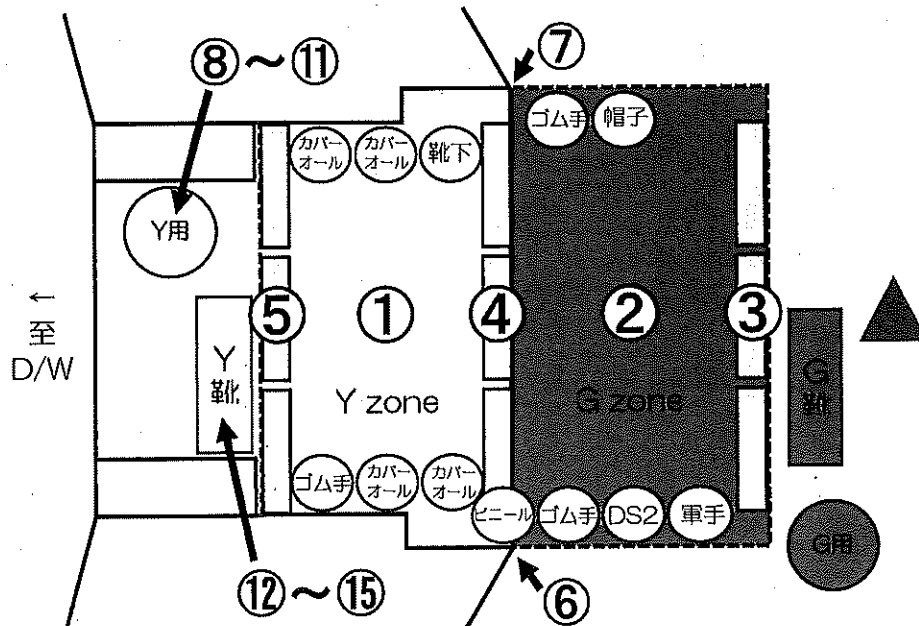 ⑧～⑪
⑦
カバーオール
カバーオール
靴下
ゴム手
帽子
Y用
←
至
D/W
Y
靴
⑤
①
④
②
③
Y zone
G zone
G
靴
ゴム手
カバーオール
カバーオール
ビニール
ゴム手
DS2
軍手
G用
⑫～⑮
⑥